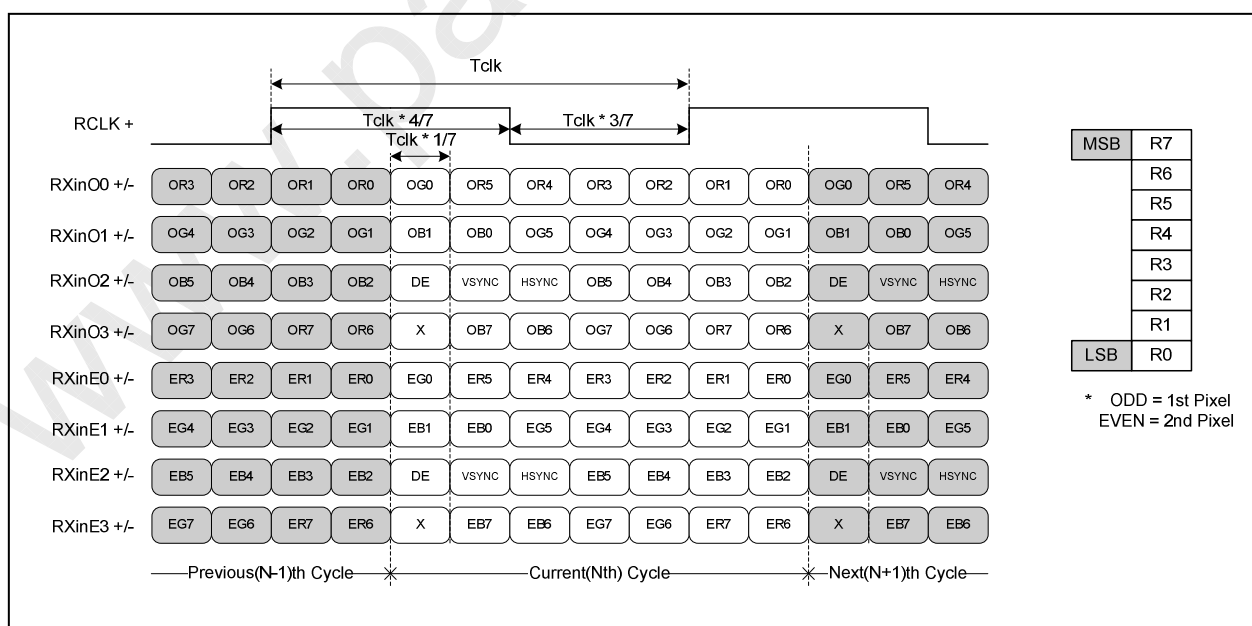 www.pa
Tclk
RCLK +
Tclk * 4/7
Tclk * 3/7
Tclk * 1/7
RXinO0 +/- OR3 OR2 OR1 OR0 OG0 OR5 OR4 OR3 OR2 OR1 OR0 OG0 OR5 OR4
RXinO1 +/- OG4 OG3 OG2 OG1 OB1 OB0 OG5 OG4 OG3 OG2 OG1 OB1 OB0 OG5
RXinO2 +/- OB5 OB4 OB3 OB2 DE VSYNC HSYNC OB5 OB4 OB3 OB2 DE VSYNC HSYNC
RXinO3 +/- OG7 OG6 OR7 OR6 X OB7 OB6 OG7 OG6 OR7 OR6 X OB7 OB6
RXinE0 +/- ER3 ER2 ER1 ER0 EG0 ER5 ER4 ER3 ER2 ER1 ER0 EG0 ER5 ER4
RXinE1 +/- EG4 EG3 EG2 EG1 EB1 EB0 EG5 EG4 EG3 EG2 EG1 EB1 EB0 EG5
RXinE2 +/- EB5 EB4 EB3 EB2 DE VSYNC HSYNC EB5 EB4 EB3 EB2 DE VSYNC HSYNC
RXinE3 +/- EG7 EG6 ER7 ER6 X EB7 EB6 EG7 EG6 ER7 ER6 X EB7 EB6
Previous(N-1)th Cycle Current(Nth) Cycle Next(N+1)th Cycle
MSB R7
R6
R5
R4
R3
R2
R1
LSB R0
* ODD = 1st Pixel
EVEN = 2nd Pixel